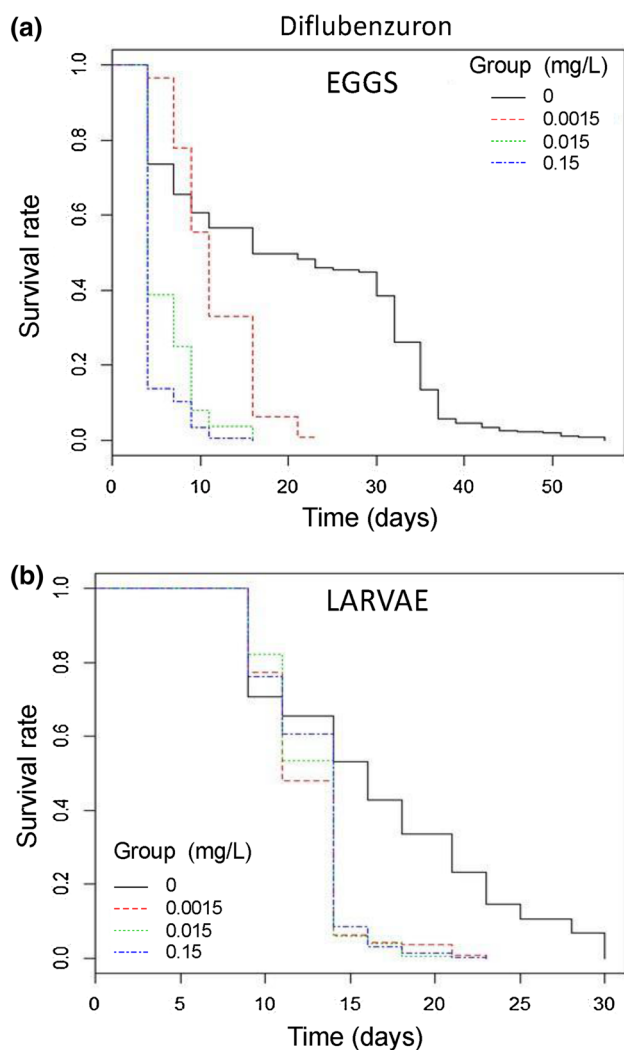 (a)
Diflubenzuron
EGGS
Group (mg/L)
0
0.0015
0.015
0.15
Survival rate
1.0
0.8
0.6
0.4
0.2
0.0
0 10 20 30 40 50
Time (days)
(b)
LARVAE
Survival rate
1.0
0.8
0.6
0.4
0.2
0.0
Group (mg/L)
0
0.0015
0.015
0.15
0 5 10 15 20 25 30
Time (days)